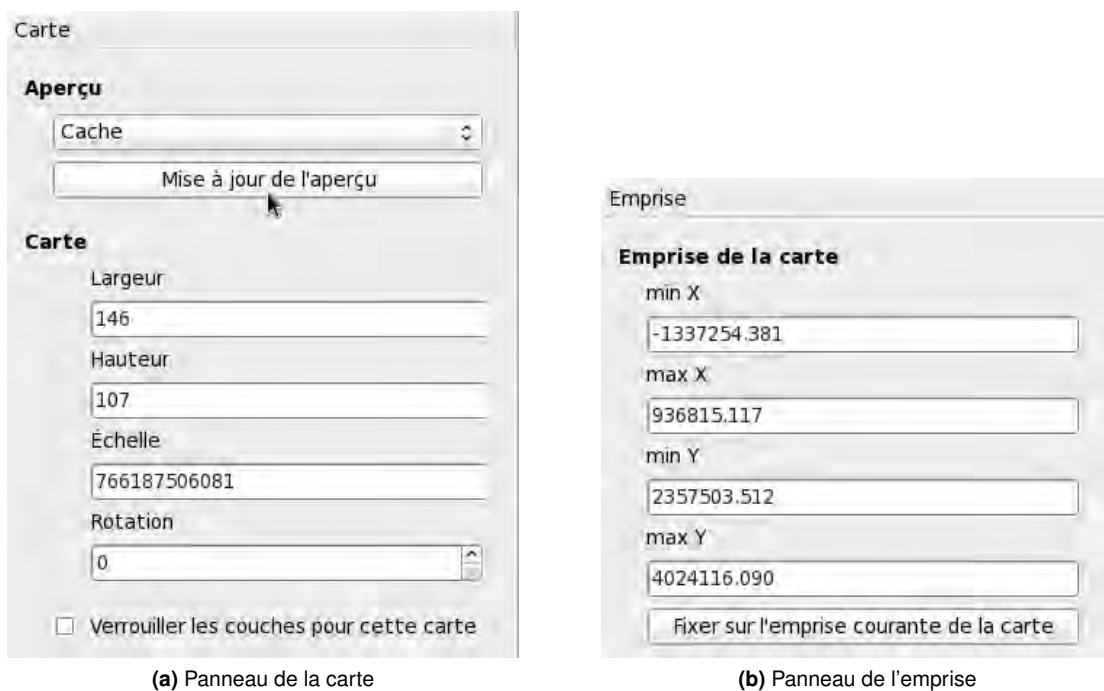 Carte
Aperçu
Cache
Mise à jour de l'aperçu
Carte
Largeur
146
Hauteur
107
Échelle
766187506081
Rotation
0
Verrouiller les couches pour cette carte
(a) Panneau de la carte
Emprise
Emprise de la carte
min X
-1337254.381
max X
936815.117
min Y
2357503.512
max Y
4024116.090
Fixer sur l'emprise courante de la carte
(b) Panneau de l'emprise